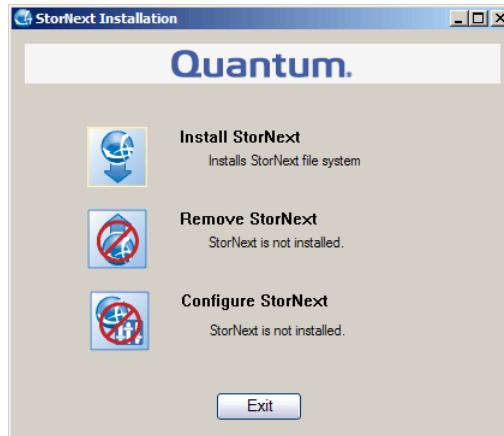 StorNext Installation
Quantum.
Install StorNext
Installs StorNext file system
Remove StorNext
StorNext is not installed.
Configure StorNext
StorNext is not installed.
Exit